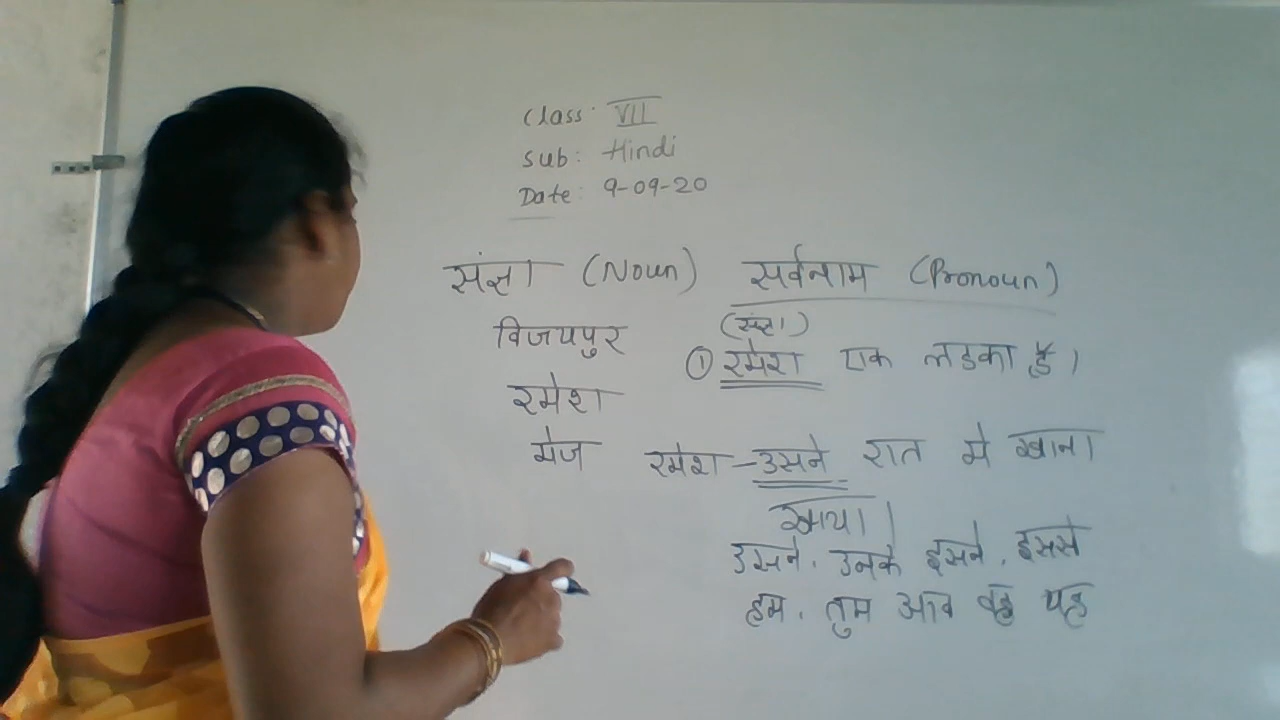 Class: VII
Sub: Hindi
Date: 9-09-20
संज्ञा (Noun) सर्वनाम (Pronoun)
विजयपुर (संज्ञा)
① रमेश एक लडका है।
रमेश
मेज रमेश – उसने रात मे खाना
खाया।
उसने, उनके इसने, इससे
हम, तुम आप वह यह